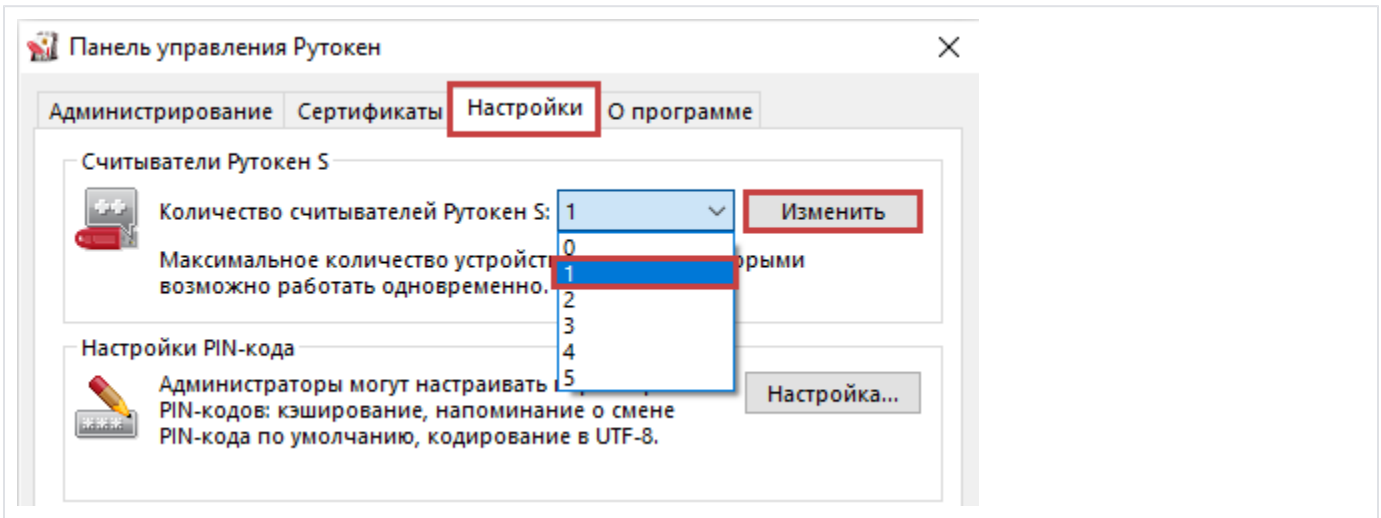 Панель управления Рутокен
Администрирование Сертификаты Настройки О программе
Считыватели Рутокен S
Количество считывателей Рутокен S: 1 Изменить
0
Максимальное количество
возможно работать одновременно.
1
2
3
4
5
Настройки PIN-кода
Администраторы могут настраивать
PIN-кодов: кэширование, напоминание о смене
PIN-кода по умолчанию, кодирование в UTF-8.
Настройка...